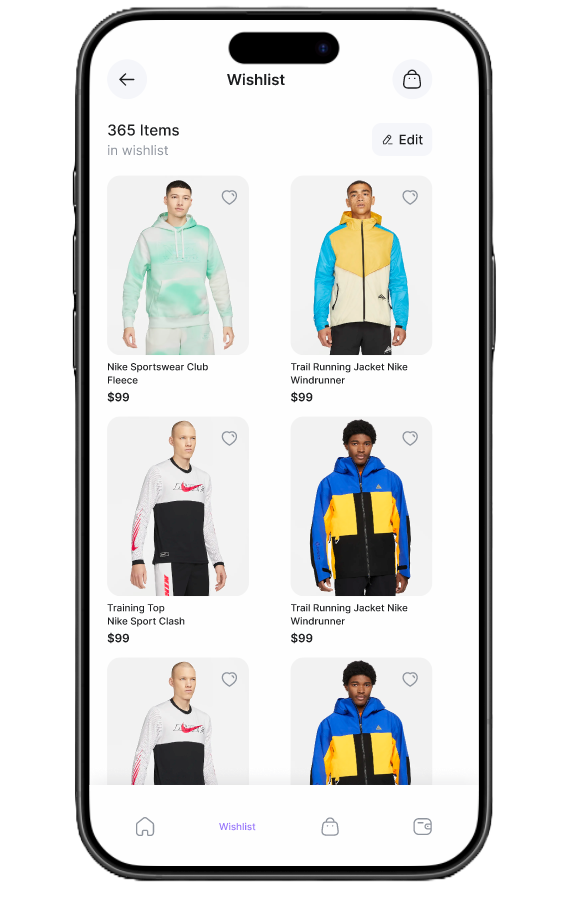 Wishlist
365 Items
in wishlist
Edit
Nike Sportswear Club
Fleece
$99
Trail Running Jacket Nike
Windrunner
$99
Training Top
Nike Sport Clash
$99
Trail Running Jacket Nike
Windrunner
$99
Wishlist